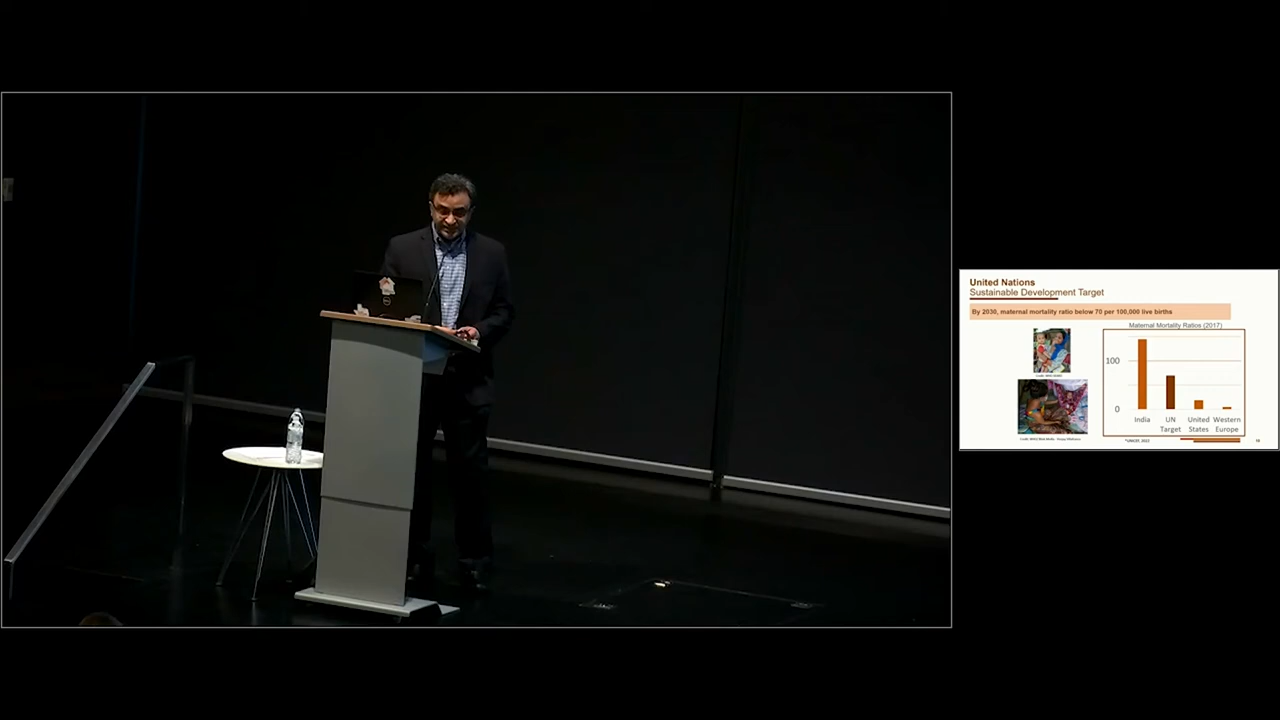 United Nations
Sustainable Development Target
By 2030, maternal mortality ratio below 70 per 100,000 live births
Maternal Mortality Ratios (2017)
100
0
India
UN
Target
United
States
Western
Europe